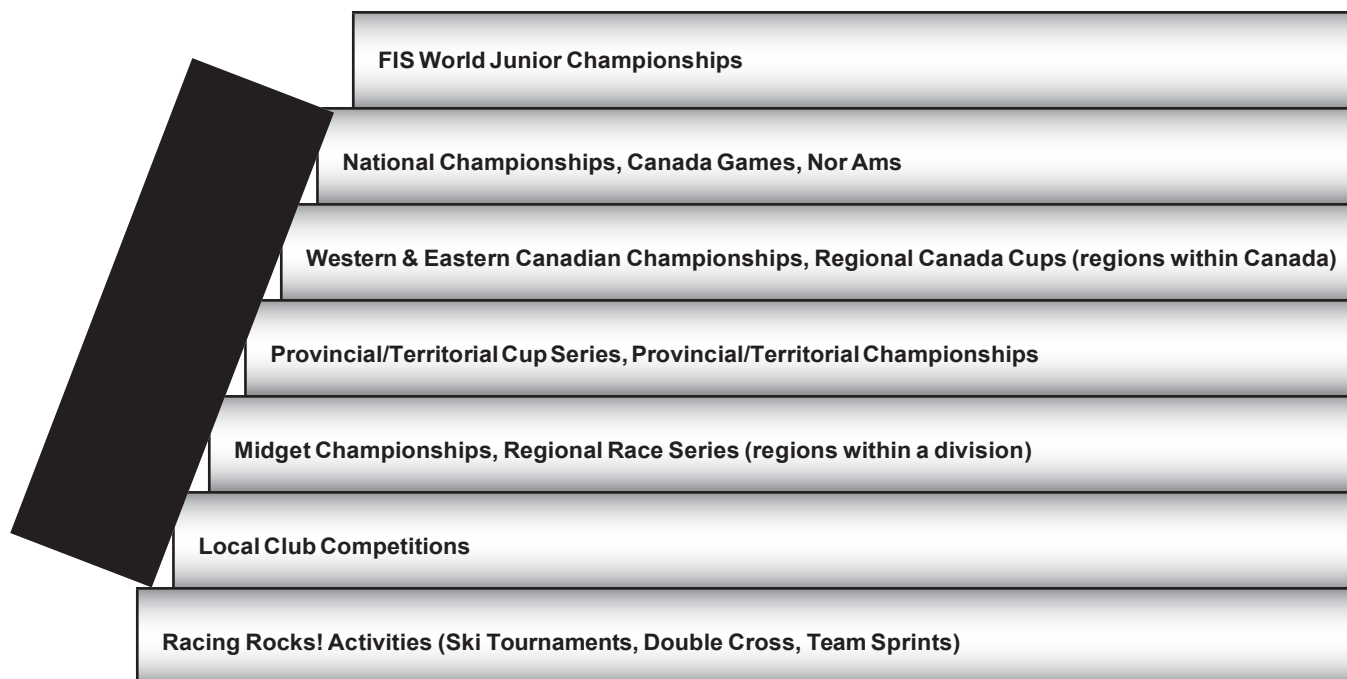 FIS World Junior Championships
National Championships, Canada Games, Nor Ams
Western & Eastern Canadian Championships, Regional Canada Cups (regions within Canada)
Provincial/Territorial Cup Series, Provincial/Territorial Championships
Midget Championships, Regional Race Series (regions within a division)
Local Club Competitions
Racing Rocks! Activities (Ski Tournaments, Double Cross, Team Sprints)